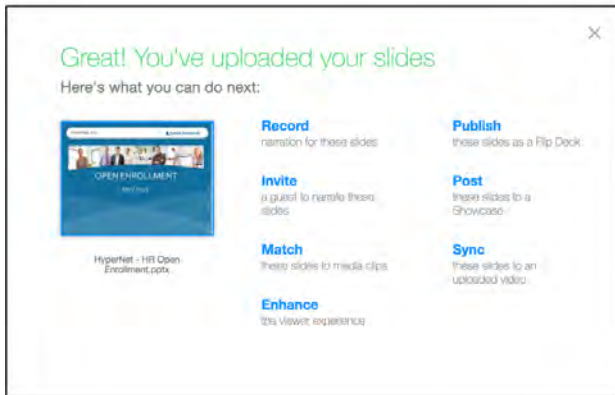 Great! You've uploaded your slides
Here's what you can do next:
OPEN ENROLLMENT
HyperNet - HR Open
Enrollment.pptx
Record
narration for these slides
Invite
a guest to narrate these
slides
Match
these slides to media clips
Enhance
the viewer experience
Publish
these slides as a Flip Deck
Post
these slides to a
Showcase
Sync
these slides to an
uploaded video